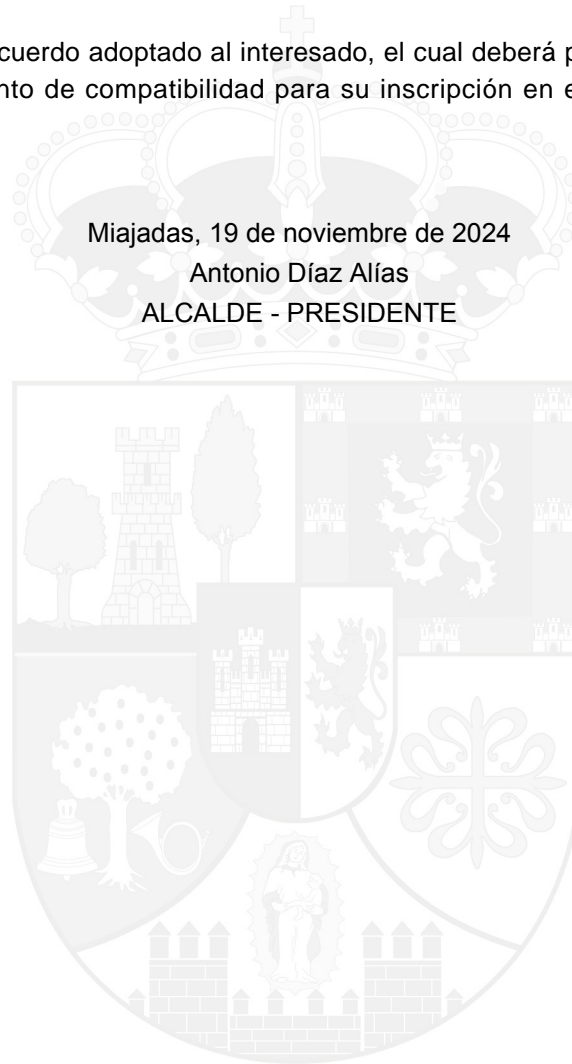 cuerdo adoptado al interesado, el cual deberá p
nto de compatibilidad para su inscripción en e
Miajadas, 19 de noviembre de 2024
Antonio Díaz Alías
ALCALDE - PRESIDENTE